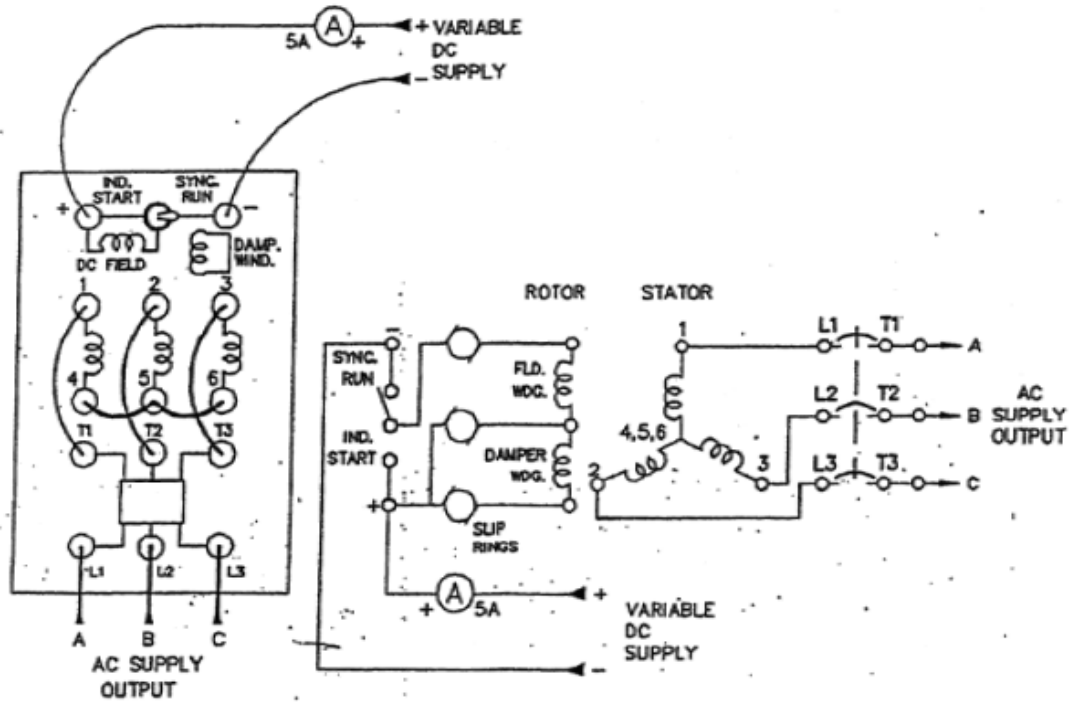 A
5A
+
+ VARIABLE
DC
SUPPLY
-
IND.
START
SYNC.
RUN
+
-
DC FIELD
DAMP.
WIND.
1 2 3
4 5 6
T1 T2 T3
L1 L2 L3
A B C
AC SUPPLY
OUTPUT
ROTOR STATOR
-
SYNC.
RUN
IND.
START
+
FLD.
WDG.
DAMPER
WDG.
SLIP
RINGS
1
4,5,6
2
3
L1 T1 A
L2 T2 B
L3 T3 C
AC
SUPPLY
OUTPUT
+ A 5A
+
VARIABLE
DC
SUPPLY
-